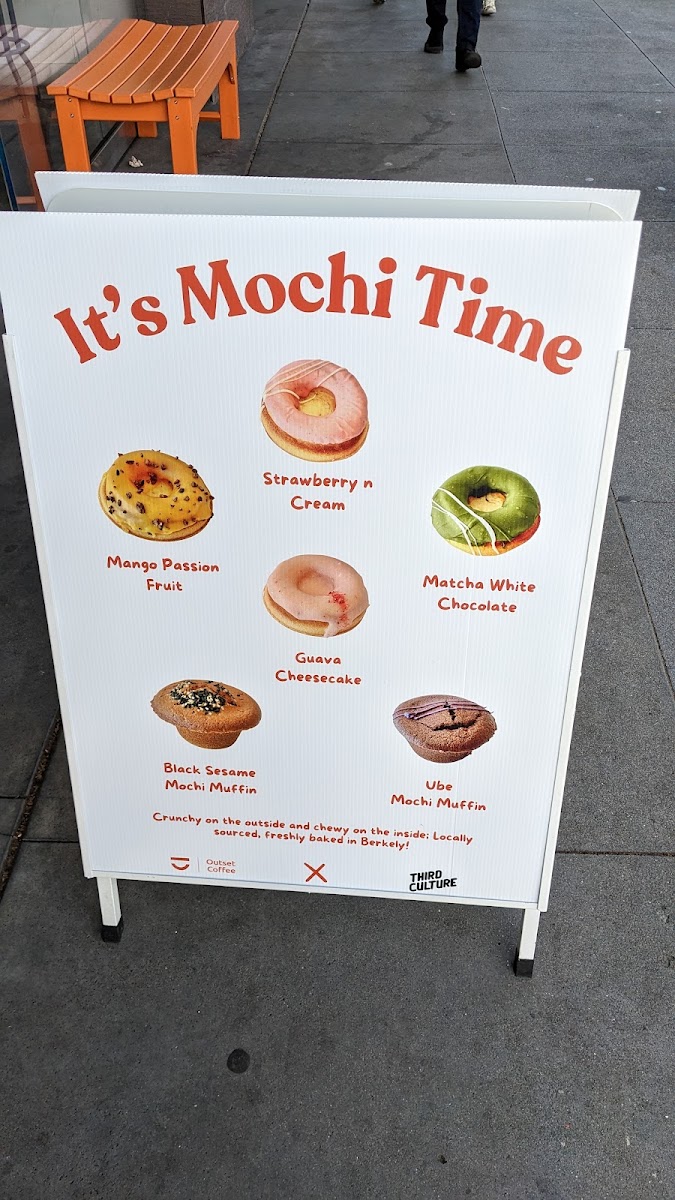 It's Mochi Time
Strawberry n
Cream
Mango Passion
Fruit
Matcha White
Chocolate
Guava
Cheesecake
Black Sesame
Mochi Muffin
Ube
Mochi Muffin
Crunchy on the outside and chewy on the inside; Locally
sourced, freshly baked in Berkely!
Outset
Coffee
X
THIRD
CULTURE